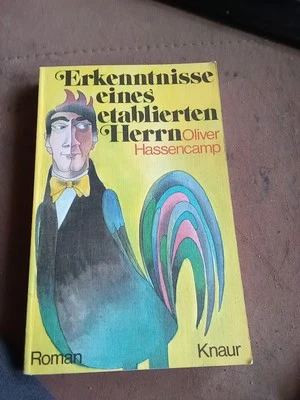 Erkenntnisse
eines
etablierten
Herrn Oliver
Hassencamp
Roman Knaur